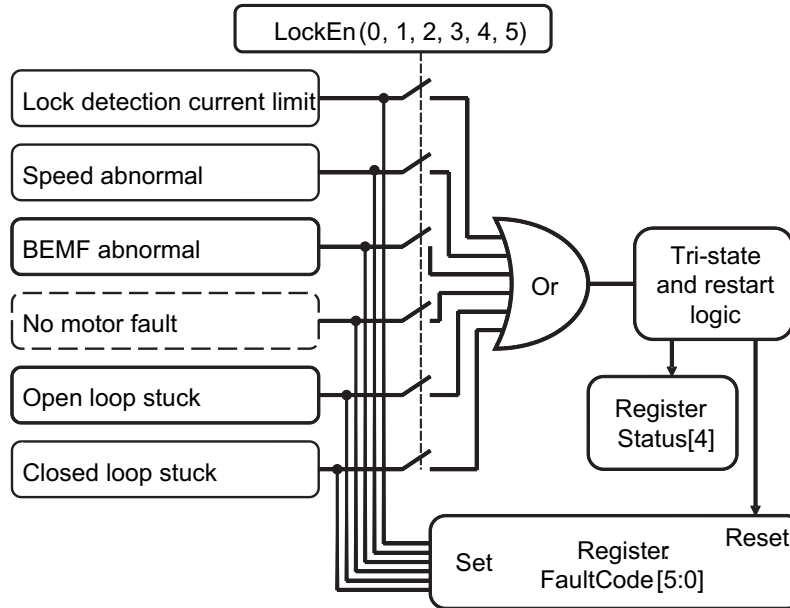 LockEn(0, 1, 2, 3, 4, 5)
Lock detection current limit
Speed abnormal
BEMF abnormal
No motor fault
Open loop stuck
Closed loop stuck
Or
Tri-state
and restart
logic
Register
Status[4]
Reset
Set
Register.
FaultCode[5:0]